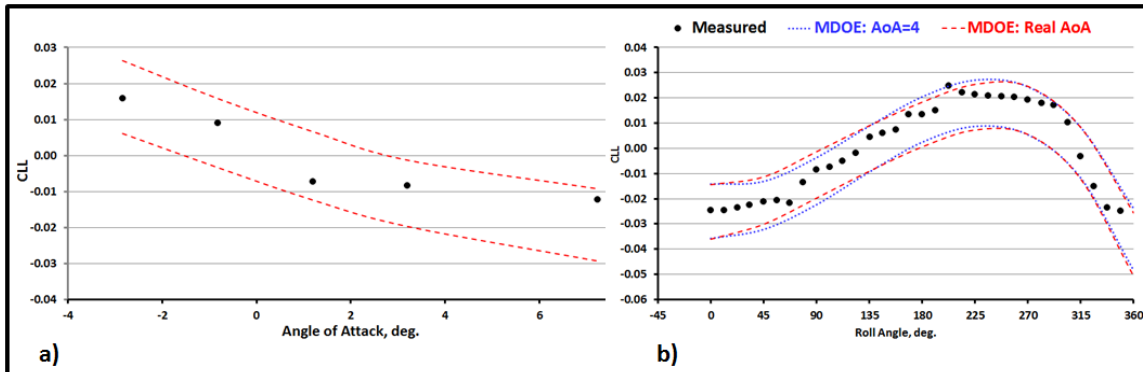 Measured MDOE: AoA=4 MDOE: Real AoA
0.03
0.02
0.01
0.00
-0.01
-0.02
-0.03
-0.04
CLL
-4 -2 0 2 4 6
Angle of Attack, deg.
a)
0.04
0.03
0.02
0.01
0.00
-0.01
-0.02
-0.03
-0.04
-0.05
-0.06
CLL
-45 0 45 90 135 180 225 270 315 360
Roll Angle, deg.
b)